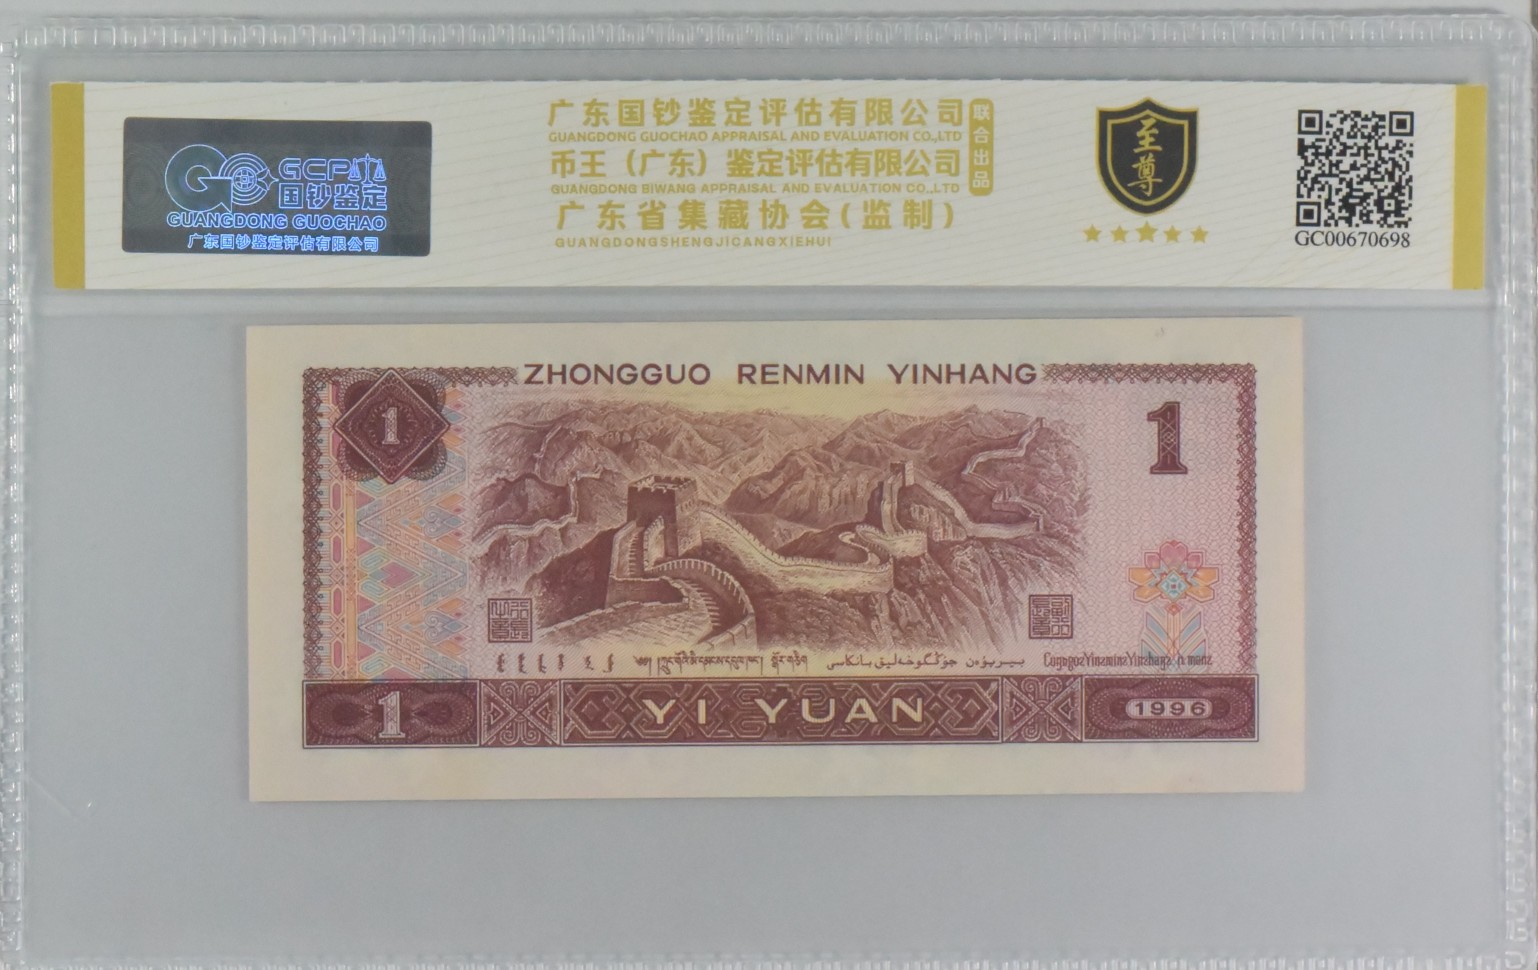 GCP
国钞鉴定
GUANGDONG GUOCHAO
广东国钞鉴定评估有限公司
广东国钞鉴定评估有限公司
GUANGDONG GUOCHAO APPRAISAL AND EVALUATION CO.,LTD
币王（广东）鉴定评估有限公司
GUANGDONG BIWANG APPRAISAL AND EVALUATION CO.,LTD
广东省集藏协会(监制)
GUANGDONGSHENGJICANGXIEHUI
联合出品
至尊
GC00670698
ZHONGGUO RENMIN YINHANG
1
1
1 YI YUAN 1996